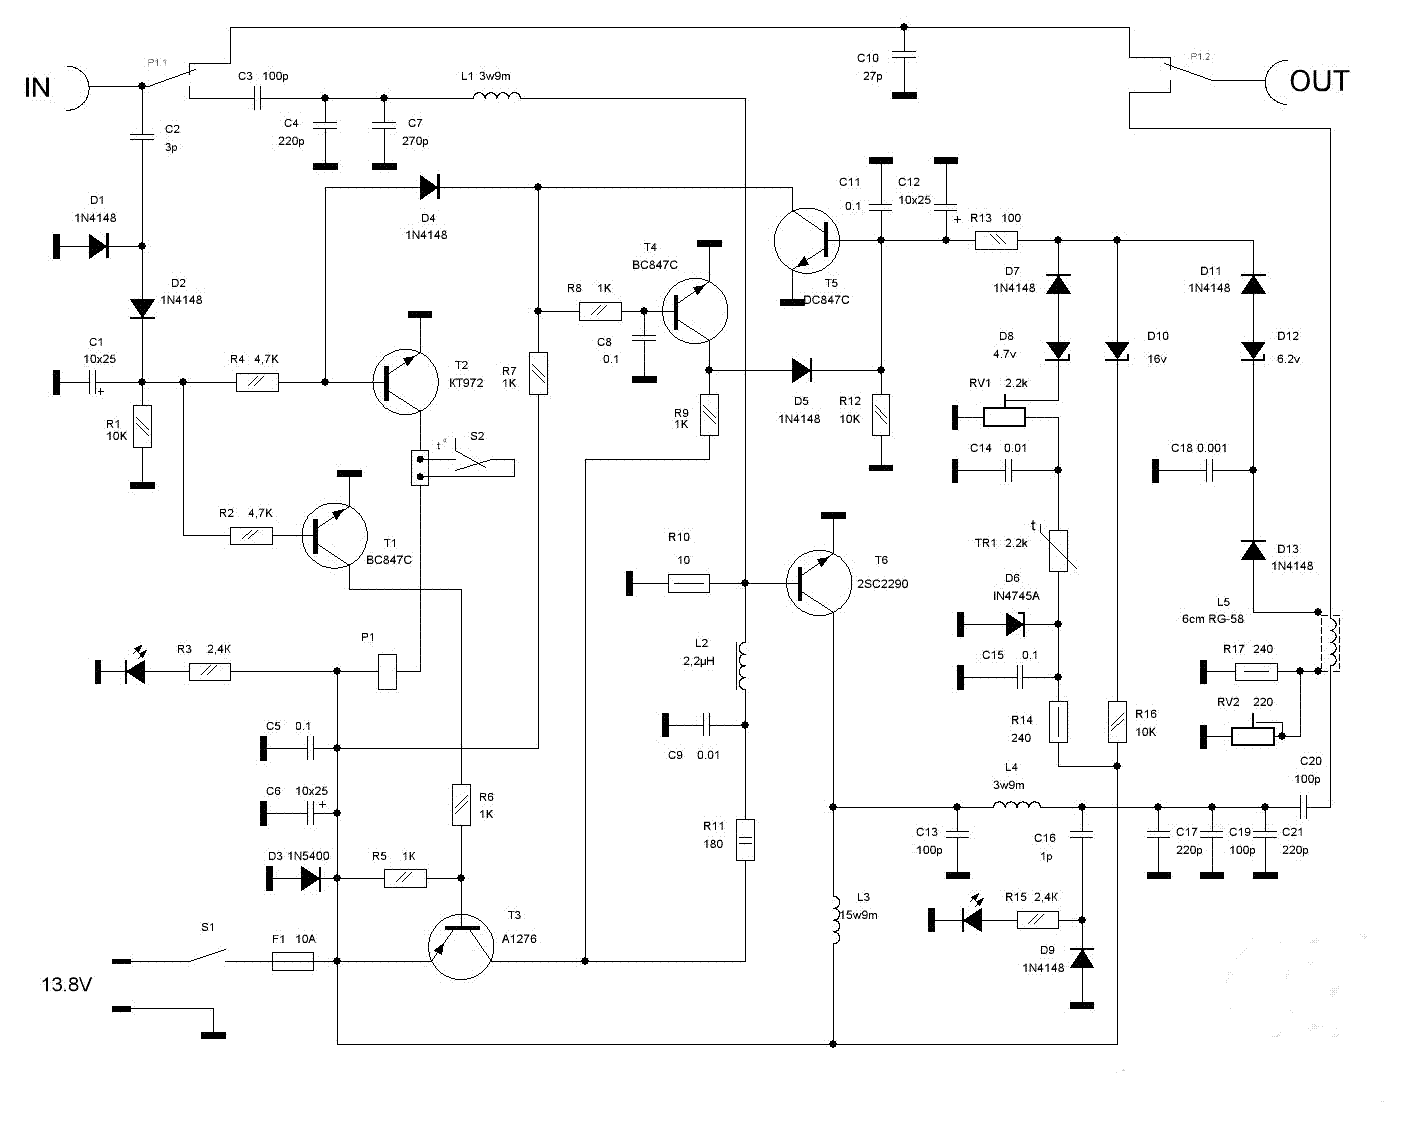 P1.1
C10
27p
P1.2
IN
OUT
C3 100p
L1 3w9m
C2
3p
C4
220p
C7
270p
D1
1N4148
D4
1N4148
C11
0.1
C12
10x25
+
R13 100
T4
BC847C
T5
DC847C
D7
1N4148
D11
1N4148
D2
1N4148
R8 1K
C8
0.1
C1
10x25
+
R4 4,7K
T2
KT972
R7
1K
D8
4.7v
D10
16v
D12
6.2v
R1
10K
R9
1K
D5
1N4148
R12
10K
RV1 2.2k
t°
S2
C14 0.01
C18 0.001
R2 4,7K
T1
BC847C
R10
10
T6
2SC2290
t
TR1 2.2k
D13
1N4148
D6
IN4745A
L5
6cm RG-58
P1
R3 2,4K
L2
2,2µH
C15 0.1
R17 240
R14
240
R16
10K
RV2 220
C5 0.1
C9 0.01
C6 10x25
+
R6
1K
L4
3w9m
C20
100p
R11
180
C13
100p
C16
1p
C17
220p
C19
100p
C21
220p
D3 1N5400
R5 1K
T3
A1276
L3
15w9m
R15 2,4K
S1
F1 10A
D9
1N4148
13.8V